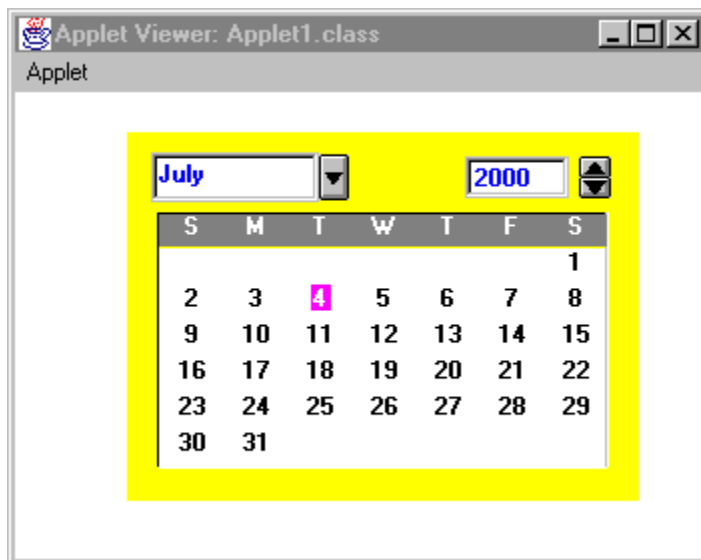 Applet Viewer: Applet1.class
Applet
July 2000
S M T W T F S
1
2 3 4 5 6 7 8
9 10 11 12 13 14 15
16 17 18 19 20 21 22
23 24 25 26 27 28 29
30 31